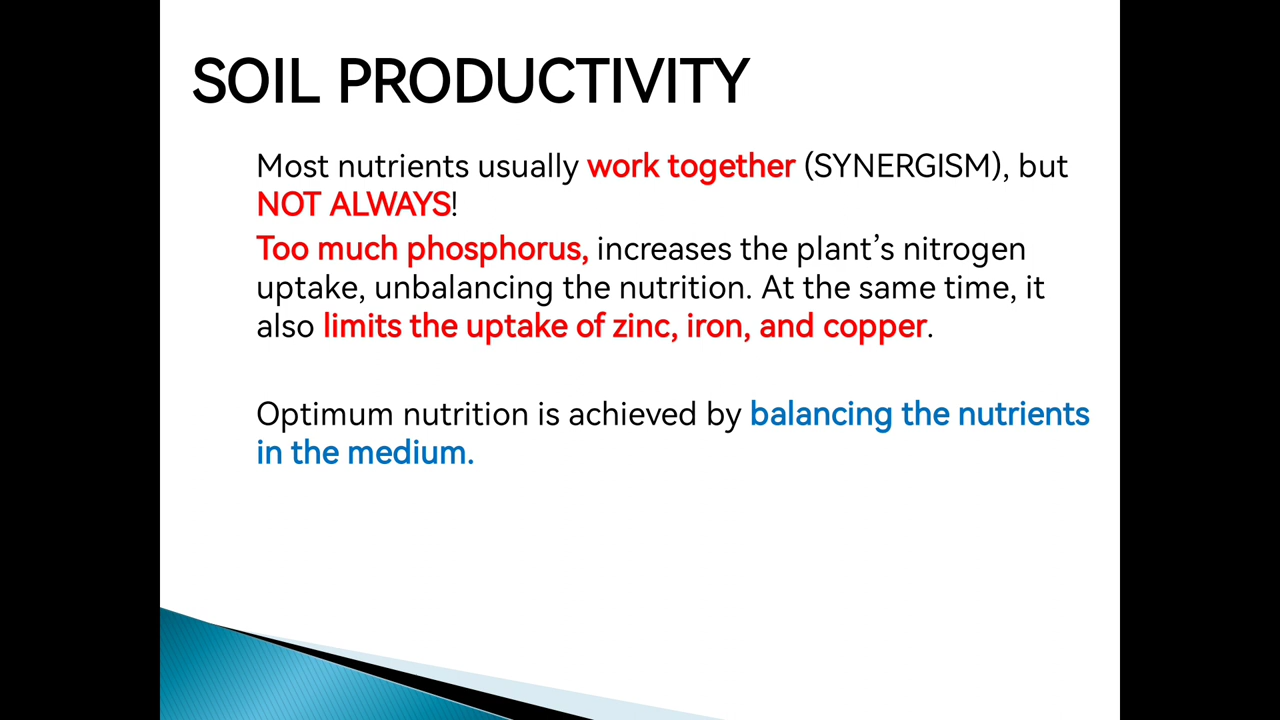 SOIL PRODUCTIVITY
Most nutrients usually work together (SYNERGISM), but
NOT ALWAYS!
Too much phosphorus, increases the plant’s nitrogen
uptake, unbalancing the nutrition. At the same time, it
also limits the uptake of zinc, iron, and copper.
Optimum nutrition is achieved by balancing the nutrients
in the medium.